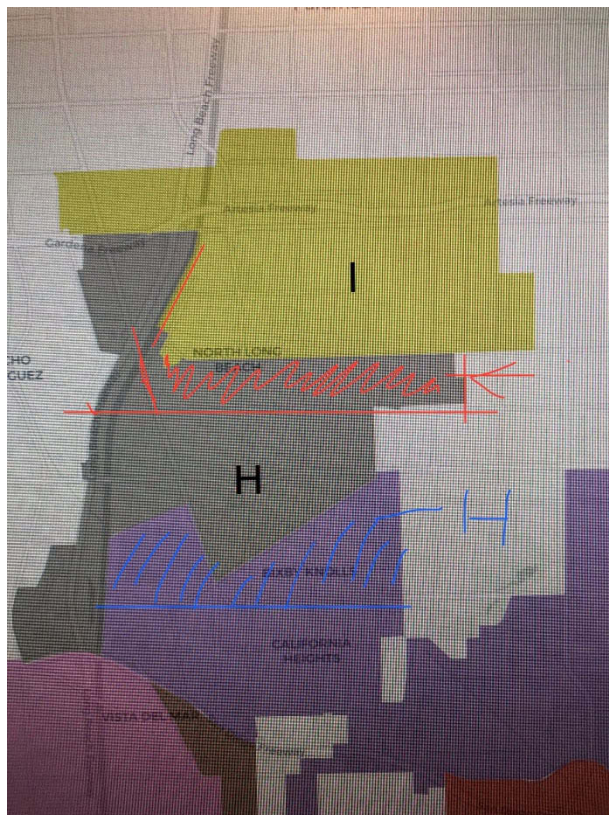 Long Beach Freeway
Artesia Freeway
Artesia Freeway
Gardena Freeway
I
NORTH LONG
BEACH
CHO
GUEZ
H
H
BIXBY KNOLLS
CALIFORNIA
HEIGHTS
VISTA DEL MAR
Freeway